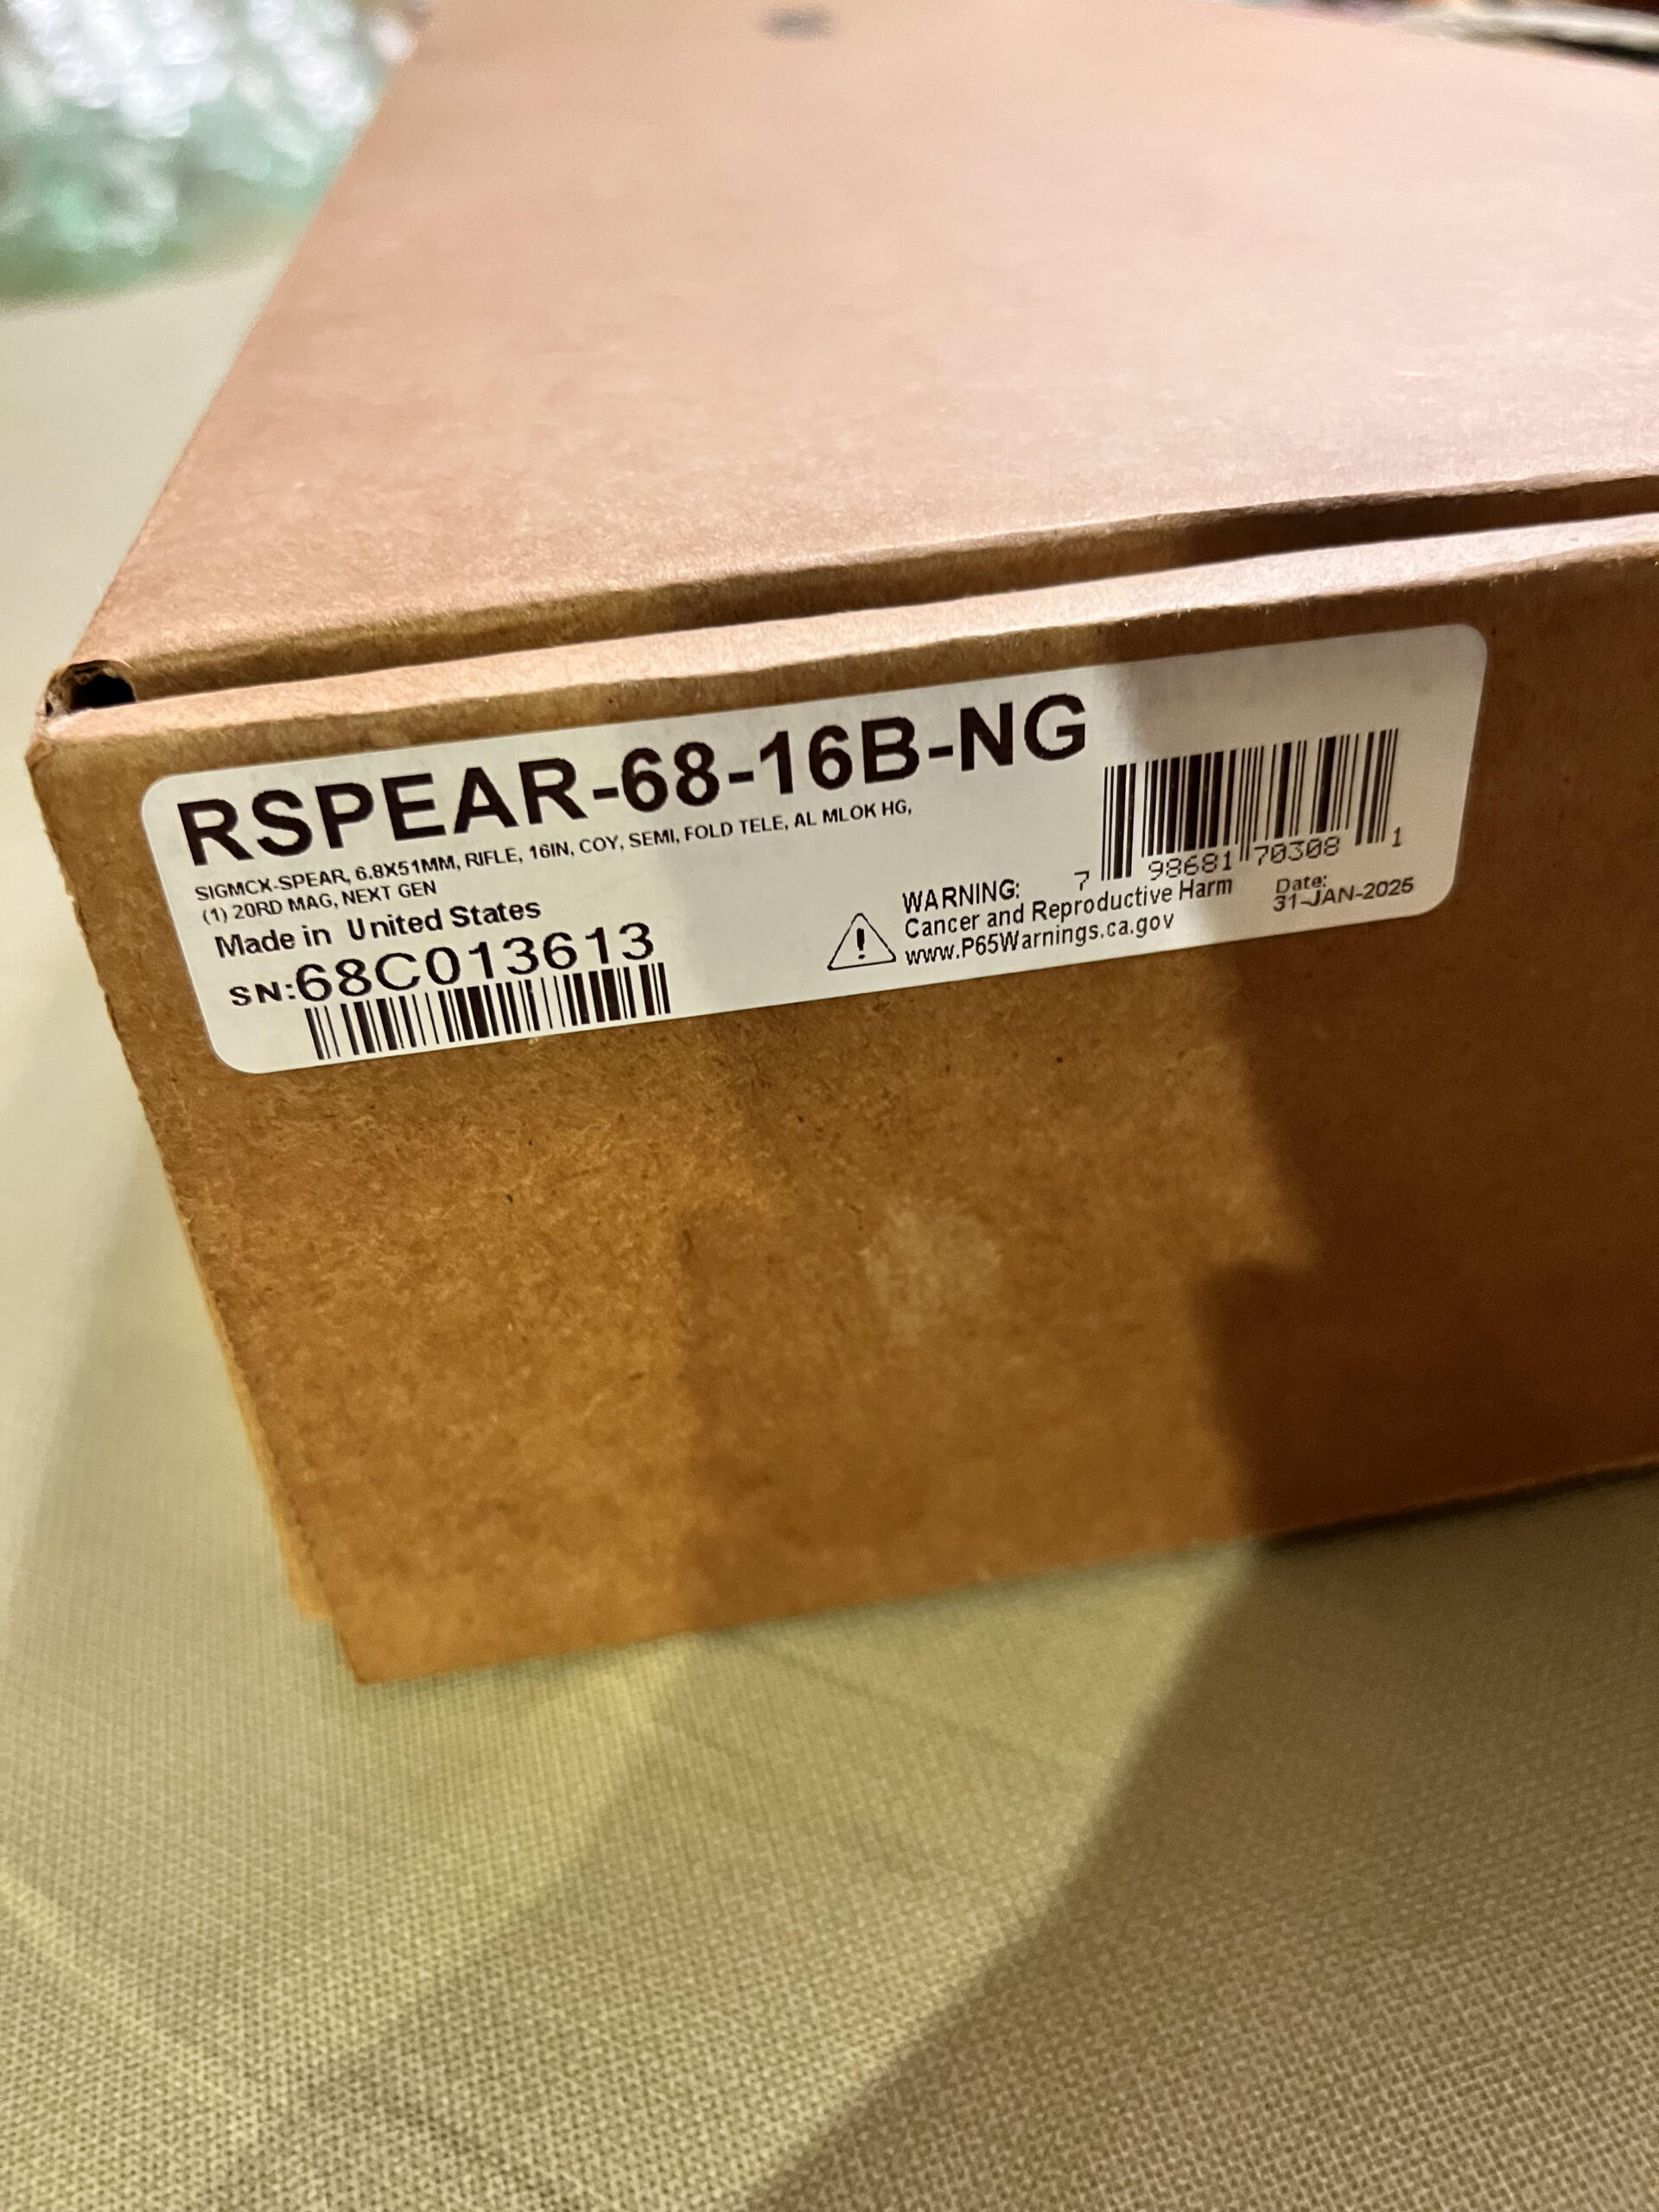 RSPEAR-68-16B-NG
SIGMCX-SPEAR, 6.8X51MM, RIFLE, 16IN, COY, SEMI, FOLD TELE, AL MLOK HG,
(1) 20RD MAG, NEXT GEN
Made in United States
SN:68C013613
WARNING:
Cancer and Reproductive Harm
www.P65Warnings.ca.gov
7 98681 70308 1
Date:
31-JAN-2025